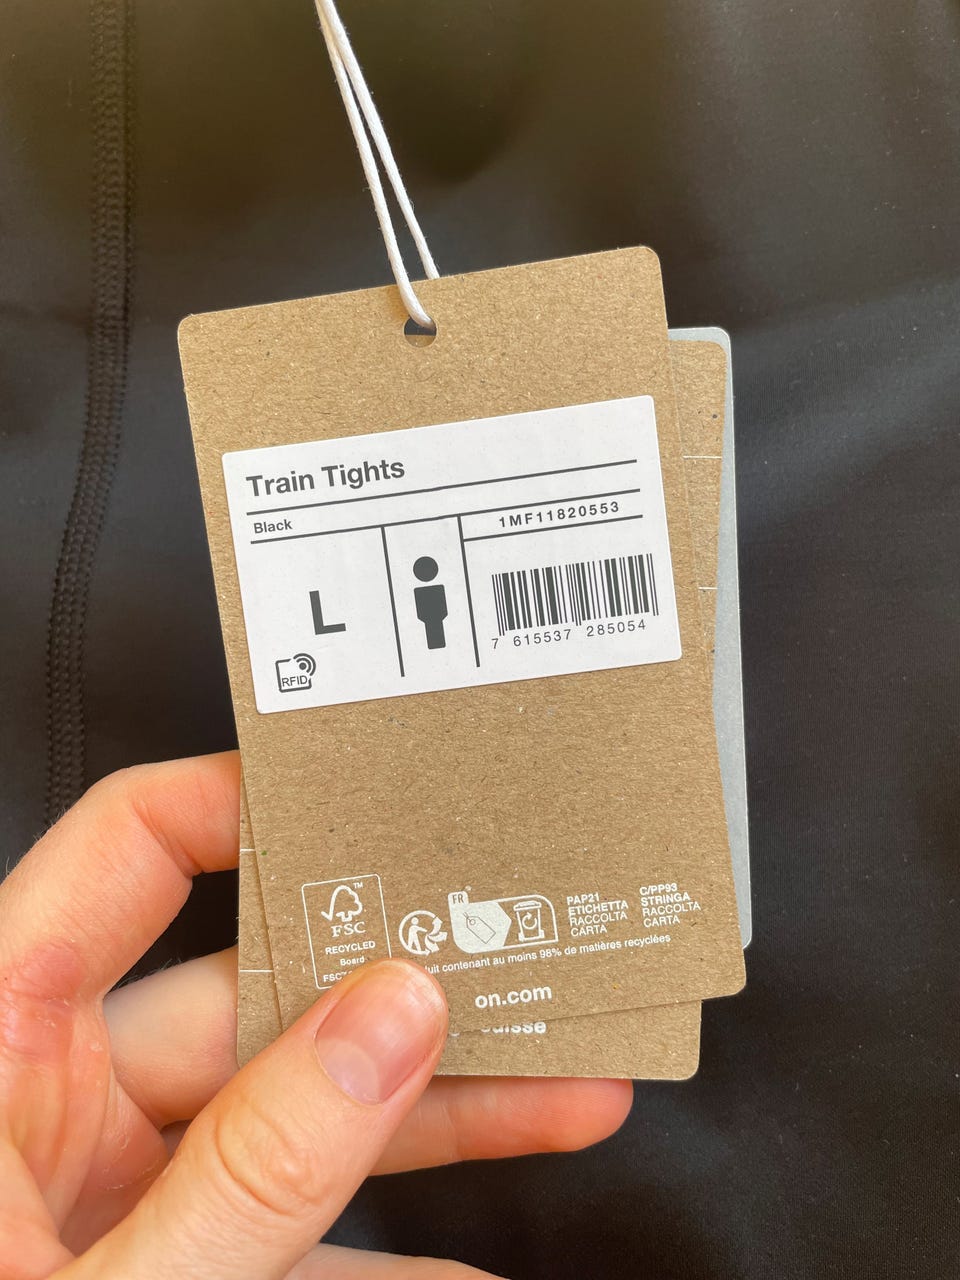 Train Tights
Black
1MF11820553
L
RFID
7 615537 285054
FSC™
RECYCLED
Board
FR
PAP21
ETICHETTA
RACCOLTA
CARTA
C/PP93
STRINGA
RACCOLTA
CARTA
contenant au moins 98% de matières recyclées
on.com